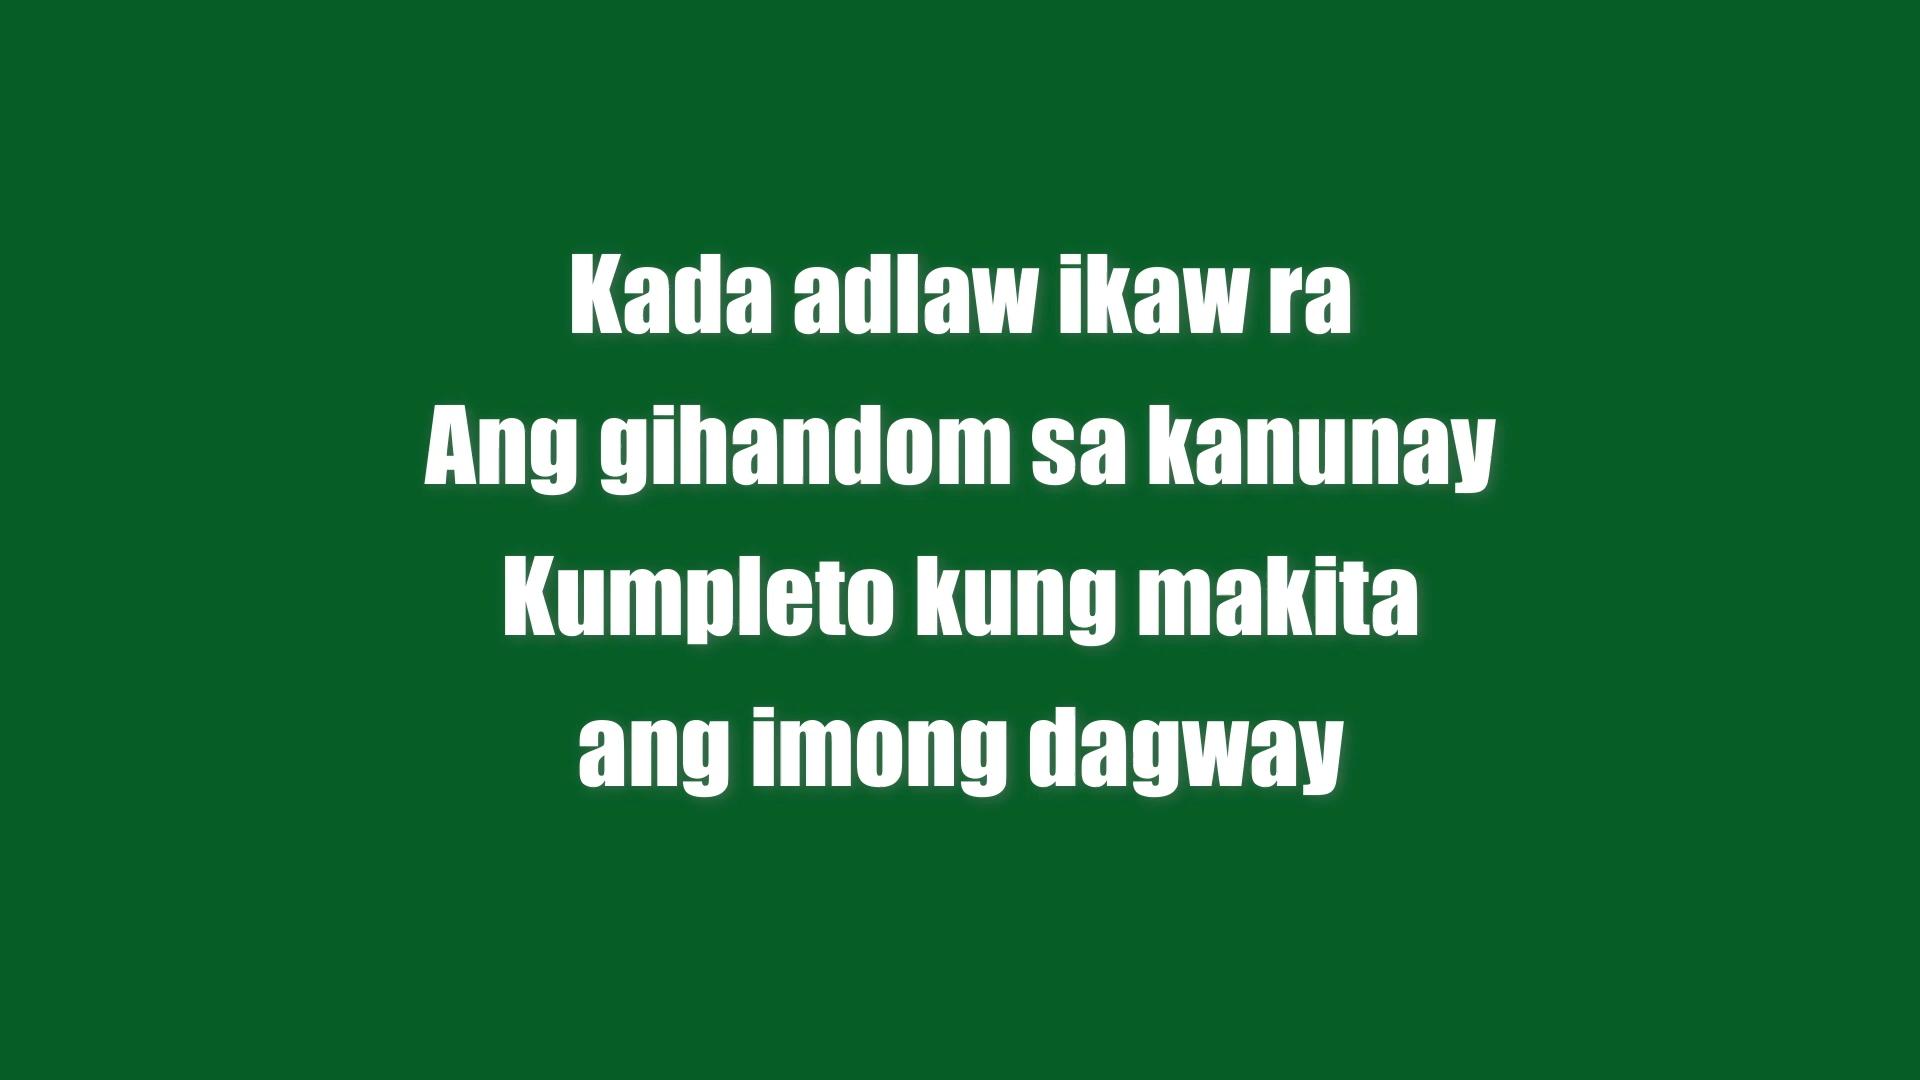 Kada adlaw ikaw ra
Ang gihandom sa kanunay
Kumpleto kung makita
ang imong dagway